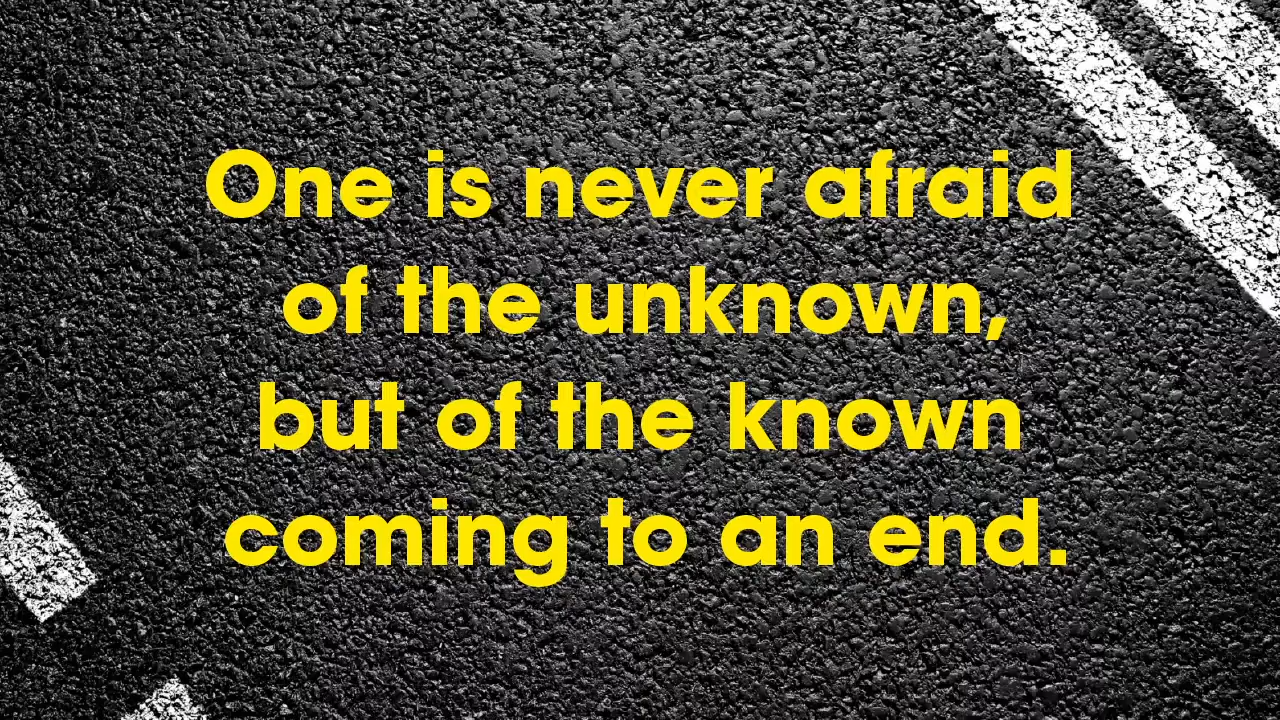 One is never afraid
of the unknown,
but of the known
coming to an end.